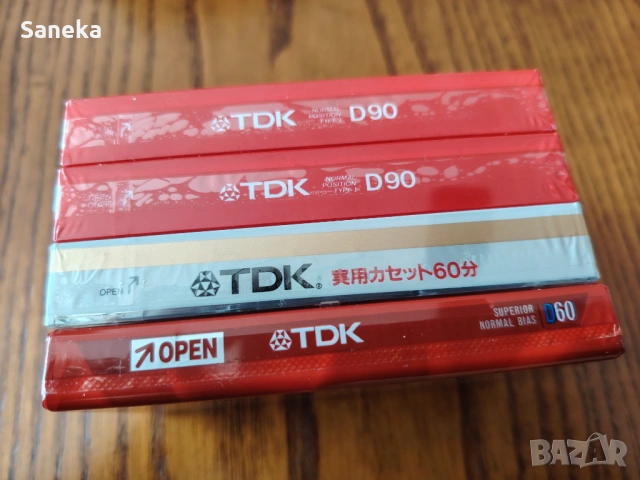 Saneka
TDK NORMAL POSITION TYPE I D90
TDK NORMAL POSITION TYPE I D90
OPEN TDK® 実用カセット60分
OPEN TDK SUPERIOR NORMAL BIAS D60
BAZAR
bg